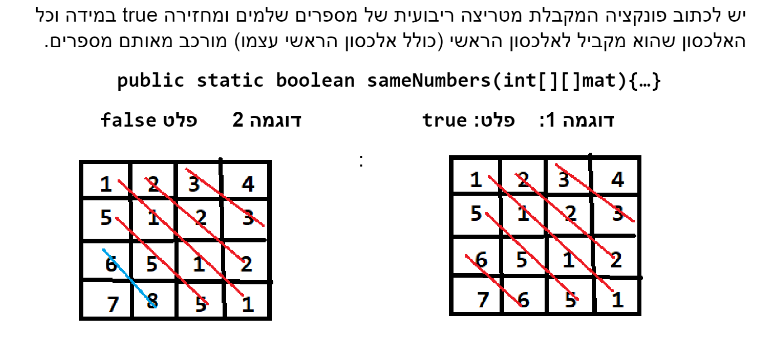 יש לכתוב פונקציה המקבלת מטריצה ריבועית של מספרים שלמים ומחזירה true במידה וכל
האלכסון שהוא מקביל לאלכסון הראשי (כולל אלכסון הראשי עצמו) מורכב מאותם מספרים.
public static boolean sameNumbers(int[][]mat){…}
דוגמה 1: פלט: true
דוגמה 2 פלט false
:
1 2 3 4
5 1 2 3
6 5 1 2
7 6 5 1
1 2 3 4
5 1 2 3
6 5 1 2
7 8 5 1